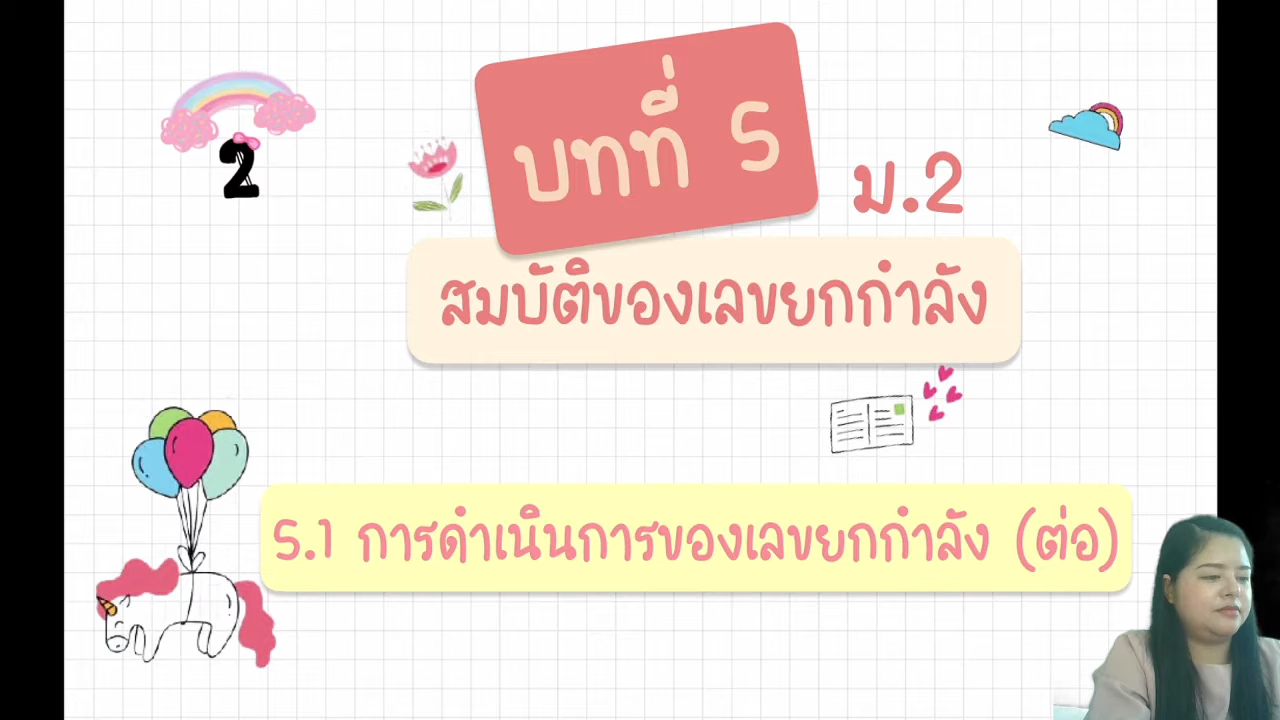 2
บทที่ 5
ม.2
สมบัติของเลขยกกำลัง
5.1 การดำเนินการของเลขยกกำลัง (ต่อ)